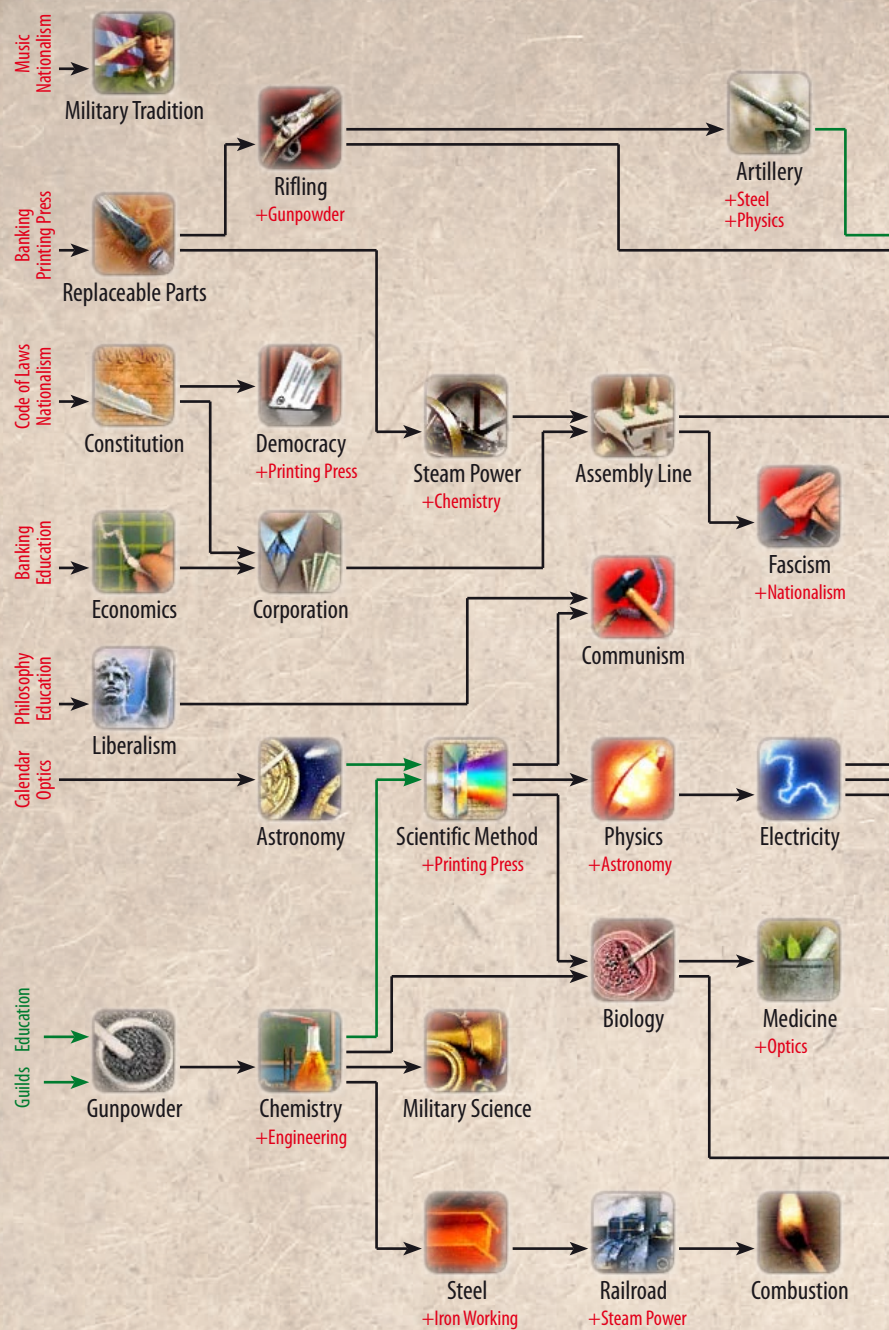 Music
Nationalism
Military Tradition
Rifling
+Gunpowder
Artillery
+Steel
+Physics
Banking
Printing Press
Replaceable Parts
Code of Laws
Nationalism
Constitution
Democracy
+Printing Press
Steam Power
+Chemistry
Assembly Line
Fascism
+Nationalism
Banking
Education
Economics
Corporation
Communism
Philosophy
Education
Liberalism
Calendar
Optics
Astronomy
Scientific Method
+Printing Press
Physics
+Astronomy
Electricity
Biology
Medicine
+Optics
Education
Guilds
Gunpowder
Chemistry
+Engineering
Military Science
Steel
+Iron Working
Railroad
+Steam Power
Combustion